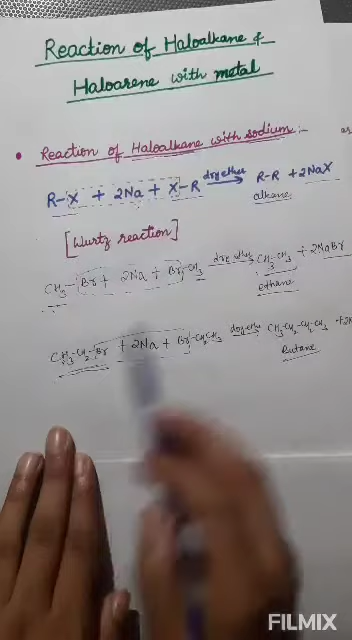 Reaction of Haloalkane &
Haloarene with metal
• Reaction of Haloalkane with sodium:-
R-X + 2Na + X-R dry ether → R-R + 2NaX
alkane
[Wurtz reaction]
CH3-Br + 2Na + Br-CH3 dry ether → CH3-CH3 + 2NaBr
ethane
CH3-CH2-Br + 2Na + Br-CH2CH3 dry ether → CH3-CH2-CH2-CH3 +2
Butane
FILMIX